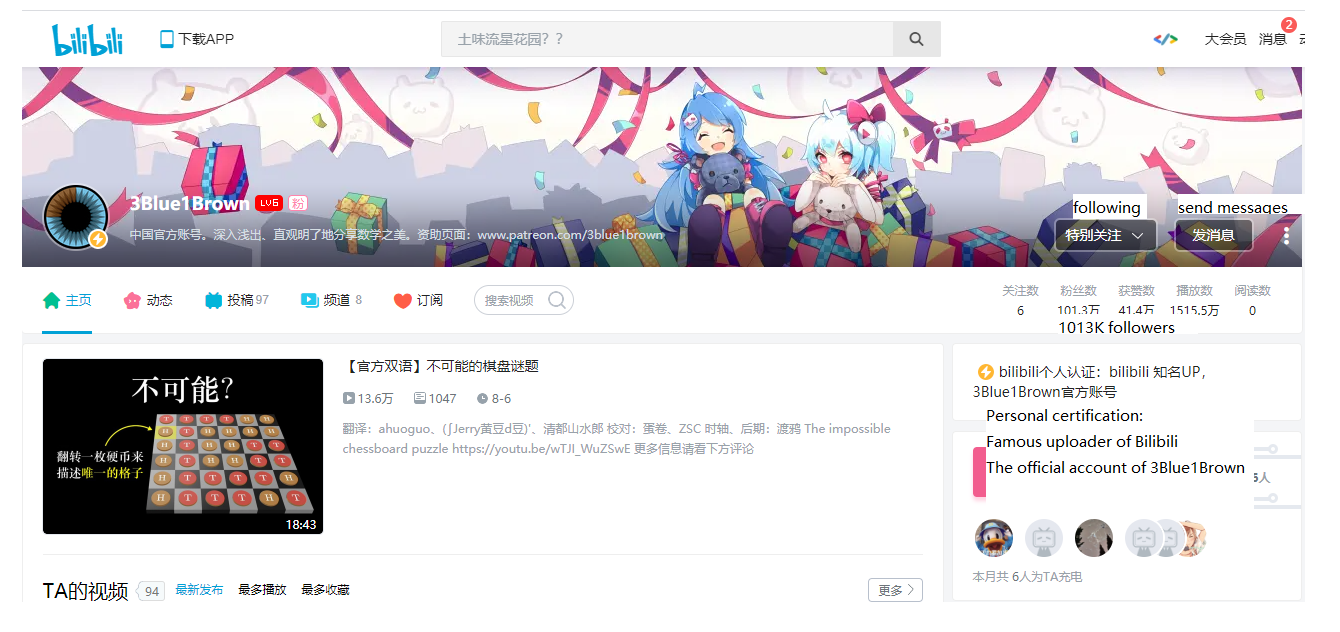 bilibili
下载APP
土味流星花园？？
大会员 消息
2
3Blue1Brown LV6 粉
中国官方账号。深入浅出、直观明了地分享数学之美。资助页面：www.patreon.com/3blue1brown
following
send messages
特别关注
发消息
主页
动态
投稿 97
频道 8
订阅
搜索视频
关注数 粉丝数 获赞数 播放数 阅读数
6 101.3万 41.4万 1515.5万 0
1013K followers
不可能？
翻转一枚硬币来
描述唯一的格子
T T T H H
18:43
【官方双语】不可能的棋盘谜题
13.6万 1047 8-6
翻译：ahuoguo、(∫Jerry黄豆d豆)'、清都山水郎 校对：蛋卷、ZSC 时轴、后期：渡鸦 The impossible
chessboard puzzle https://youtu.be/wTJI_WuZSwE 更多信息请看下方评论
bilibili个人认证：bilibili 知名UP，
3Blue1Brown官方账号
Personal certification:
Famous uploader of Bilibili
The official account of 3Blue1Brown
人
本月共 6人为TA充电
TA的视频 94 最新发布 最多播放 最多收藏
更多